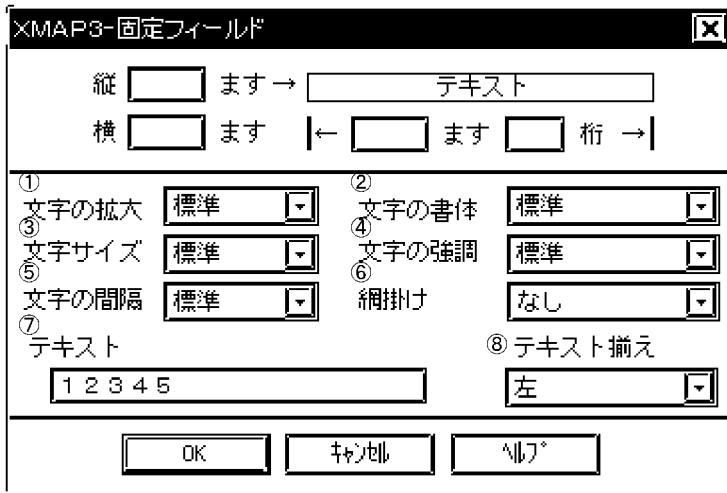 XMAP3-固定フィールド
縦 ます→ テキスト
横 ます |← ます 桁 →|
① ②
文字の拡大 標準 文字の書体 標準
③ ④
文字サイズ 標準 文字の強調 標準
⑤ ⑥
文字の間隔 標準 網掛け なし
⑦
テキスト ⑧ テキスト揃え
12345 左
OK キャンセル ヘルプ